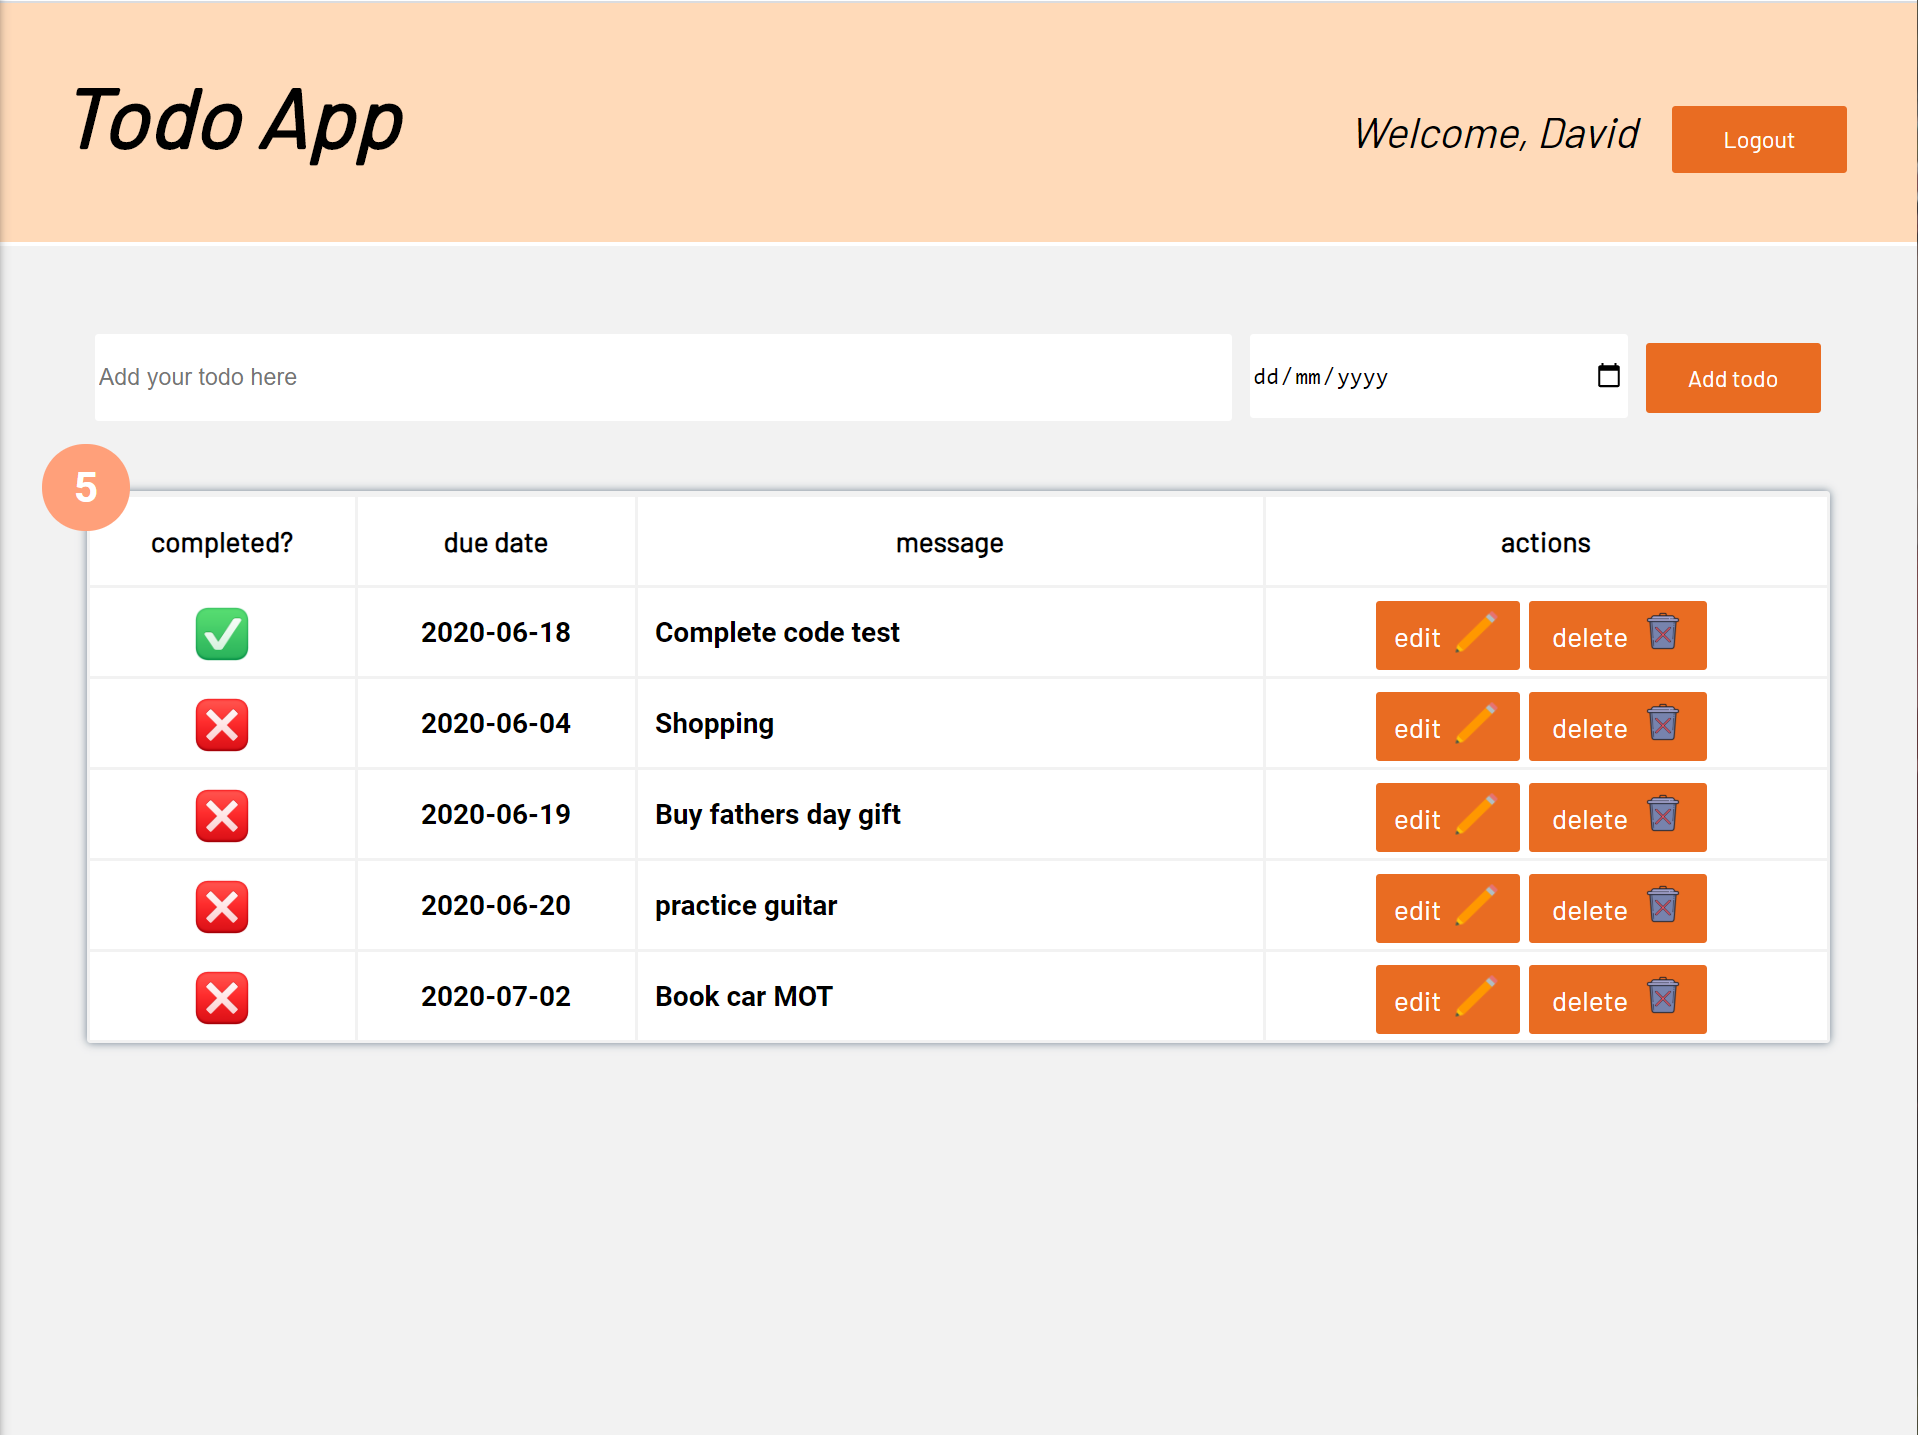 Todo App
Welcome, David
Logout
Add your todo here
dd/mm/yyyy
Add todo
5
completed? due date message actions
2020-06-18 Complete code test edit delete
2020-06-04 Shopping edit delete
2020-06-19 Buy fathers day gift edit delete
2020-06-20 practice guitar edit delete
2020-07-02 Book car MOT edit delete